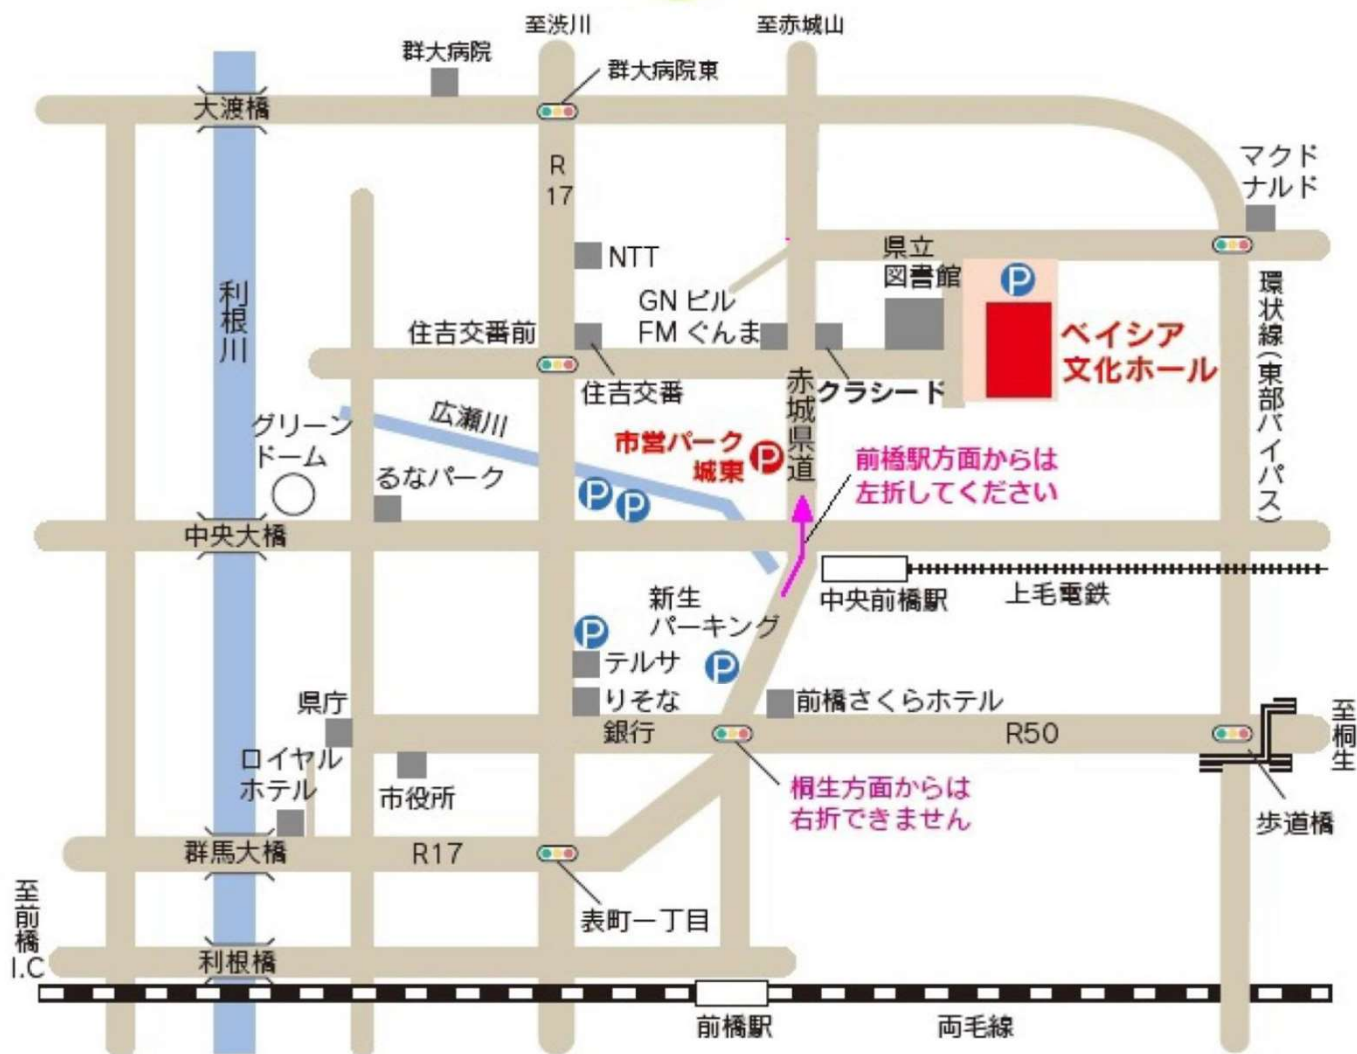 至渋川
至赤城山
群大病院
群大病院東
大渡橋
R
17
マクド
ナルド
NTT
県立
図書館
P
利根川
GN ビル
FM ぐんま
住吉交番前
住吉交番
クラシード
ベイシア
文化ホール
環状線(東部バイパス)
赤城県道
広瀬川
グリーン
ドーム
るなパーク
市営パーク
城東
P
前橋駅方面からは
左折してください
P
P
中央大橋
中央前橋駅
上毛電鉄
新生
パーキング
P
テルサ
P
りそな
銀行
前橋さくらホテル
R50
至桐生
県庁
ロイヤル
ホテル
市役所
桐生方面からは
右折できません
歩道橋
群馬大橋
R17
表町一丁目
至前橋
I.C
利根橋
前橋駅
両毛線